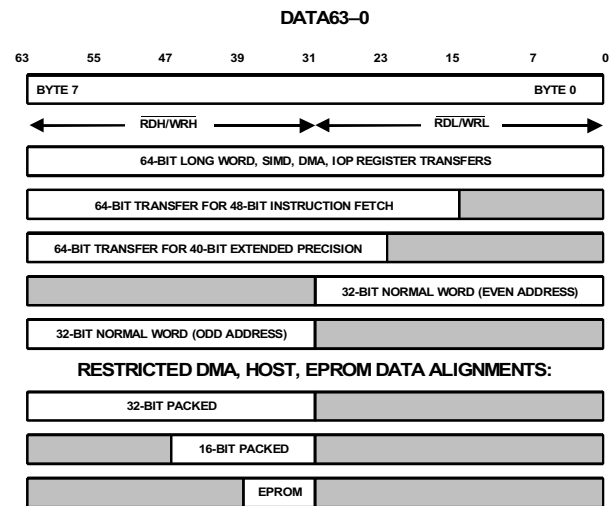 DATA63–0
63 55 47 39 31 23 15 7 0
BYTE 7 BYTE 0
RDH/WRH RDL/WRL
64-BIT LONG WORD, SIMD, DMA, IOP REGISTER TRANSFERS
64-BIT TRANSFER FOR 48-BIT INSTRUCTION FETCH
64-BIT TRANSFER FOR 40-BIT EXTENDED PRECISION
32-BIT NORMAL WORD (EVEN ADDRESS)
32-BIT NORMAL WORD (ODD ADDRESS)
RESTRICTED DMA, HOST, EPROM DATA ALIGNMENTS:
32-BIT PACKED
16-BIT PACKED
EPROM